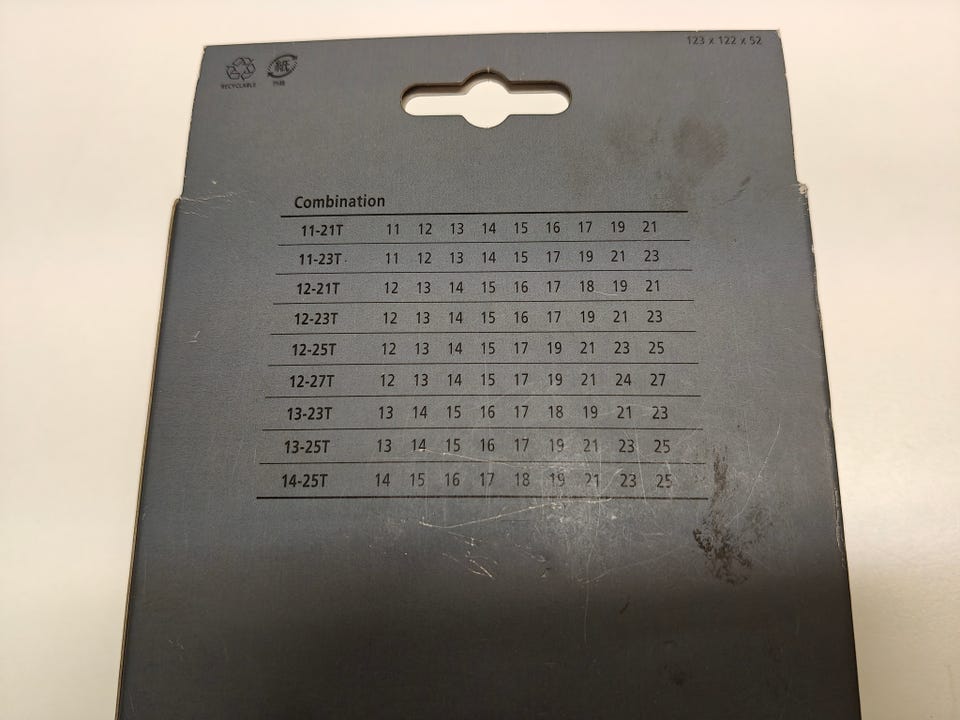 123 x 122 x 52
RECYCLABLE
紙
外箱
Combination
11-21T 11 12 13 14 15 16 17 19 21
11-23T 11 12 13 14 15 17 19 21 23
12-21T 12 13 14 15 16 17 18 19 21
12-23T 12 13 14 15 16 17 19 21 23
12-25T 12 13 14 15 17 19 21 23 25
12-27T 12 13 14 15 17 19 21 24 27
13-23T 13 14 15 16 17 18 19 21 23
13-25T 13 14 15 16 17 19 21 23 25
14-25T 14 15 16 17 18 19 21 23 25